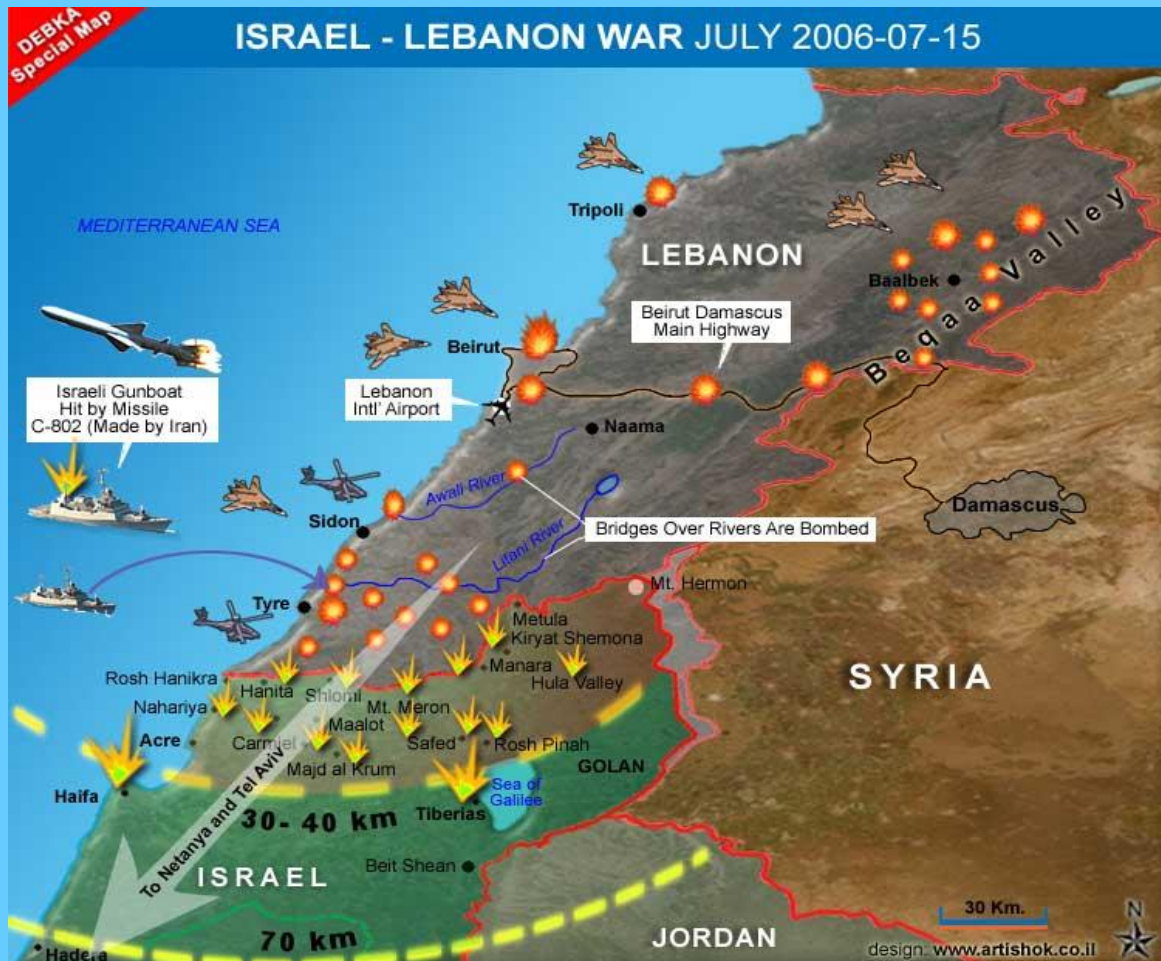 DEBKA
Special Map
ISRAEL - LEBANON WAR JULY 2006-07-15
MEDITERRANEAN SEA
Tripoli
LEBANON
Baalbek
Beqaa Valley
Beirut Damascus
Main Highway
Beirut
Israeli Gunboat
Hit by Missile
C-802 (Made by Iran)
Lebanon
Intl' Airport
Naama
Awali River
Damascus
Sidon
Bridges Over Rivers Are Bombed
Litani River
Mt. Hermon
Tyre
Metula
Kiryat Shemona
Manara
Rosh Hanikra
Hanita
Shlomi
Hula Valley
SYRIA
Nahariya
Mt. Meron
Maalot
Acre
Carmiel
Safed
Rosh Pinah
Majd al Krum
GOLAN
Sea of
Galilee
Haifa
Tiberias
30- 40 km
To Netanya and Tel Aviv
Beit Shean
ISRAEL
30 Km.
N
70 km
JORDAN
Hadera
design: www.artishok.co.il